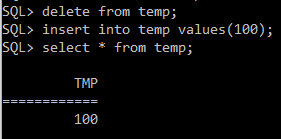 SQL> delete from temp;
SQL> insert into temp values(100);
SQL> select * from temp;
TMP
============
100